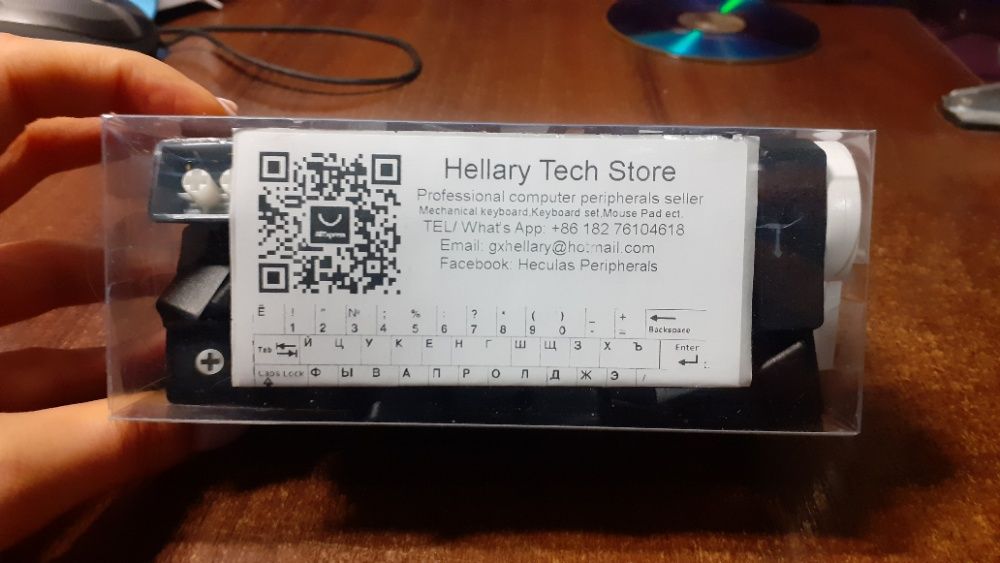 Hellary Tech Store
Professional computer peripherals seller
Mechanical keyboard,Keyboard set,Mouse Pad ect.
TEL/ What's App: +86 182 76104618
Email: gxhellary@hotmail.com
Facebook: Heculas Peripherals
AliExpress
Ё ! " № ; % : ? * ( ) _ +
1 2 3 4 5 6 7 8 9 0 - = Backspace
Tab Й Ц У К Е Н Г Ш Щ З Х Ъ Enter
Caps Lock Ф Ы В А П Р О Л Д Ж Э /